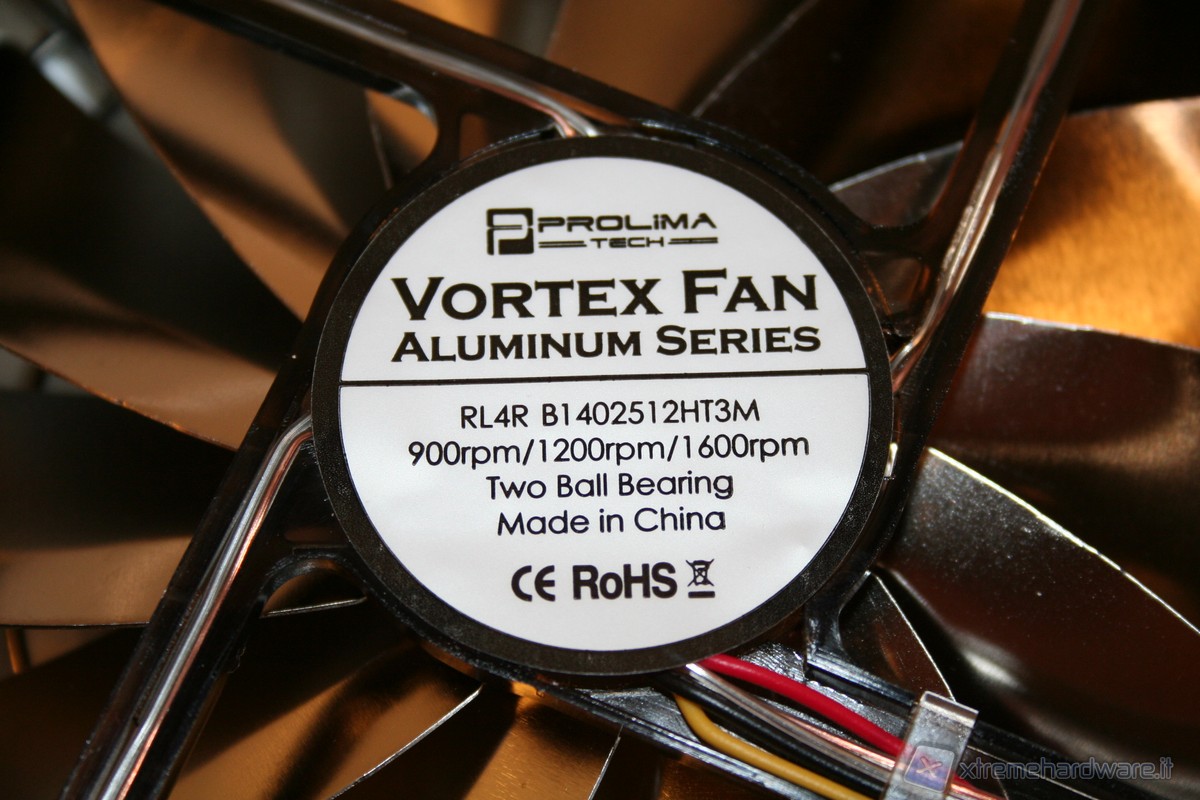 PROLIMA
TECH
VORTEX FAN
ALUMINUM SERIES
RL4R B1402512HT3M
900rpm/1200rpm/1600rpm
Two Ball Bearing
Made in China
CE RoHS
xtremehardware.it